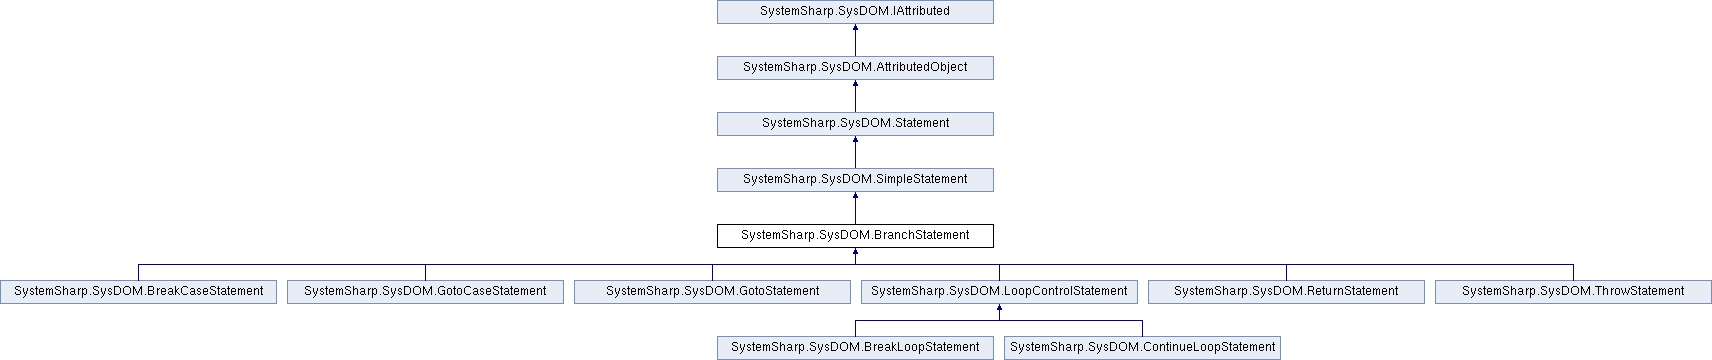 SystemSharp.SysDOM.IAttributed
SystemSharp.SysDOM.AttributedObject
SystemSharp.SysDOM.Statement
SystemSharp.SysDOM.SimpleStatement
SystemSharp.SysDOM.BranchStatement
SystemSharp.SysDOM.BreakCaseStatement
SystemSharp.SysDOM.GotoCaseStatement
SystemSharp.SysDOM.GotoStatement
SystemSharp.SysDOM.LoopControlStatement
SystemSharp.SysDOM.ReturnStatement
SystemSharp.SysDOM.ThrowStatement
SystemSharp.SysDOM.BreakLoopStatement
SystemSharp.SysDOM.ContinueLoopStatement